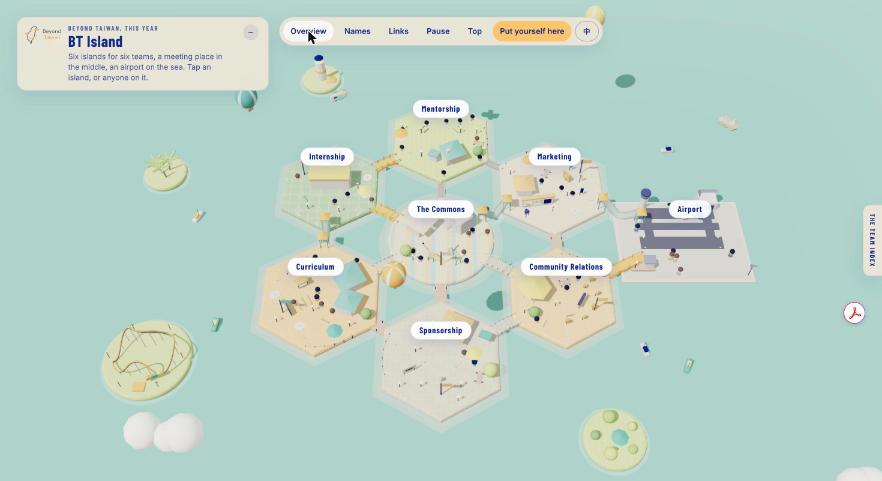 Beyond
Taiwan
BEYOND TAIWAN, THIS YEAR
BT Island
Six islands for six teams, a meeting place in
the middle, an airport on the sea. Tap an
island, or anyone on it.
Overview
Names
Links
Pause
Top
Put yourself here
中
Mentorship
Internship
Marketing
The Commons
Airport
Curriculum
Community Relations
Sponsorship
THE TEAM INDEX